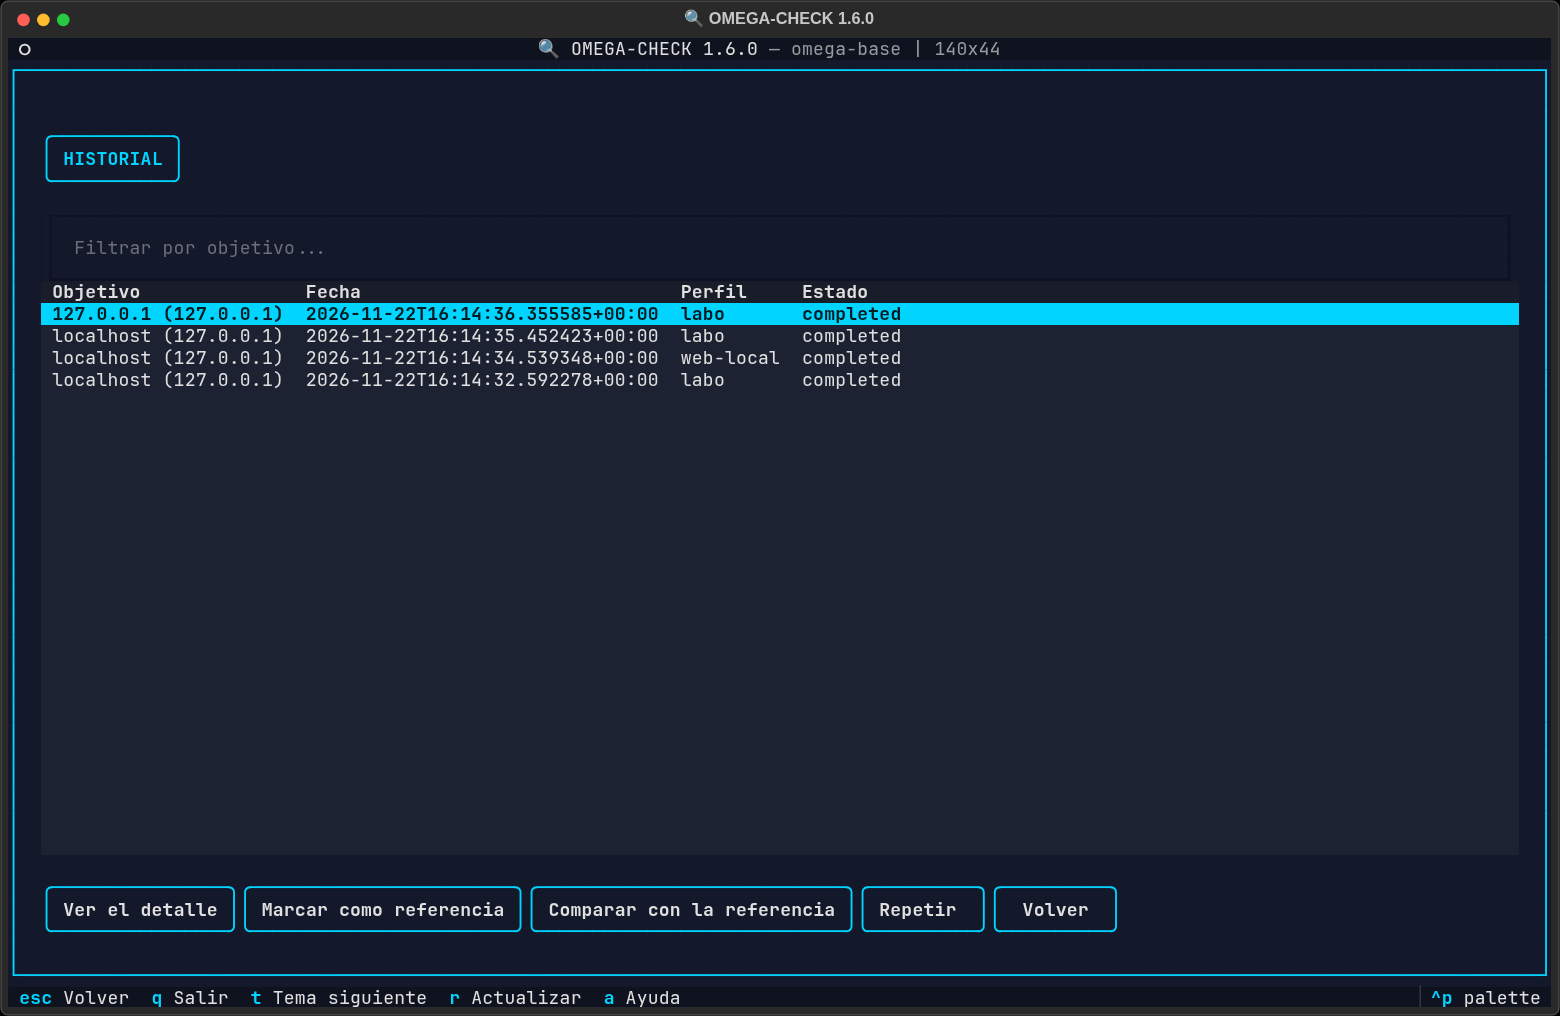 🔍 OMEGA-CHECK 1.6.0
🔍 OMEGA-CHECK 1.6.0 — omega-base | 140x44
HISTORIAL
Filtrar por objetivo...
Objetivo Fecha Perfil Estado
127.0.0.1 (127.0.0.1) 2026-11-22T16:14:36.355585+00:00 labo completed
localhost (127.0.0.1) 2026-11-22T16:14:35.452423+00:00 labo completed
localhost (127.0.0.1) 2026-11-22T16:14:34.539348+00:00 web-local completed
localhost (127.0.0.1) 2026-11-22T16:14:32.592278+00:00 labo completed
Ver el detalle Marcar como referencia Comparar con la referencia Repetir Volver
esc Volver q Salir t Tema siguiente r Actualizar a Ayuda ^p palette